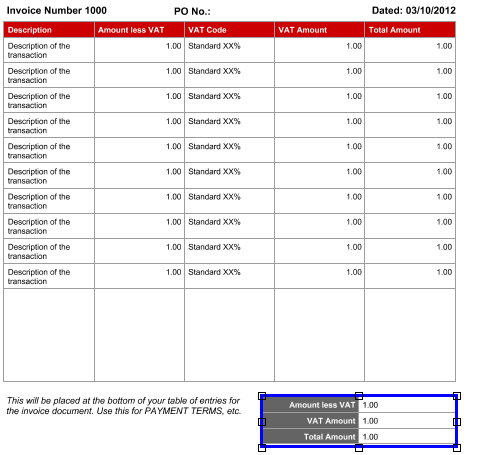 Invoice Number 1000 PO No.: Dated: 03/10/2012
Description Amount less VAT VAT Code VAT Amount Total Amount
Description of the 1.00 Standard XX% 1.00 1.00
transaction
Description of the 1.00 Standard XX% 1.00 1.00
transaction
Description of the 1.00 Standard XX% 1.00 1.00
transaction
Description of the 1.00 Standard XX% 1.00 1.00
transaction
Description of the 1.00 Standard XX% 1.00 1.00
transaction
Description of the 1.00 Standard XX% 1.00 1.00
transaction
Description of the 1.00 Standard XX% 1.00 1.00
transaction
Description of the 1.00 Standard XX% 1.00 1.00
transaction
Description of the 1.00 Standard XX% 1.00 1.00
transaction
Description of the 1.00 Standard XX% 1.00 1.00
transaction
This will be placed at the bottom of your table of entries for
the invoice document. Use this for PAYMENT TERMS, etc.
Amount less VAT 1.00
VAT Amount 1.00
Total Amount 1.00